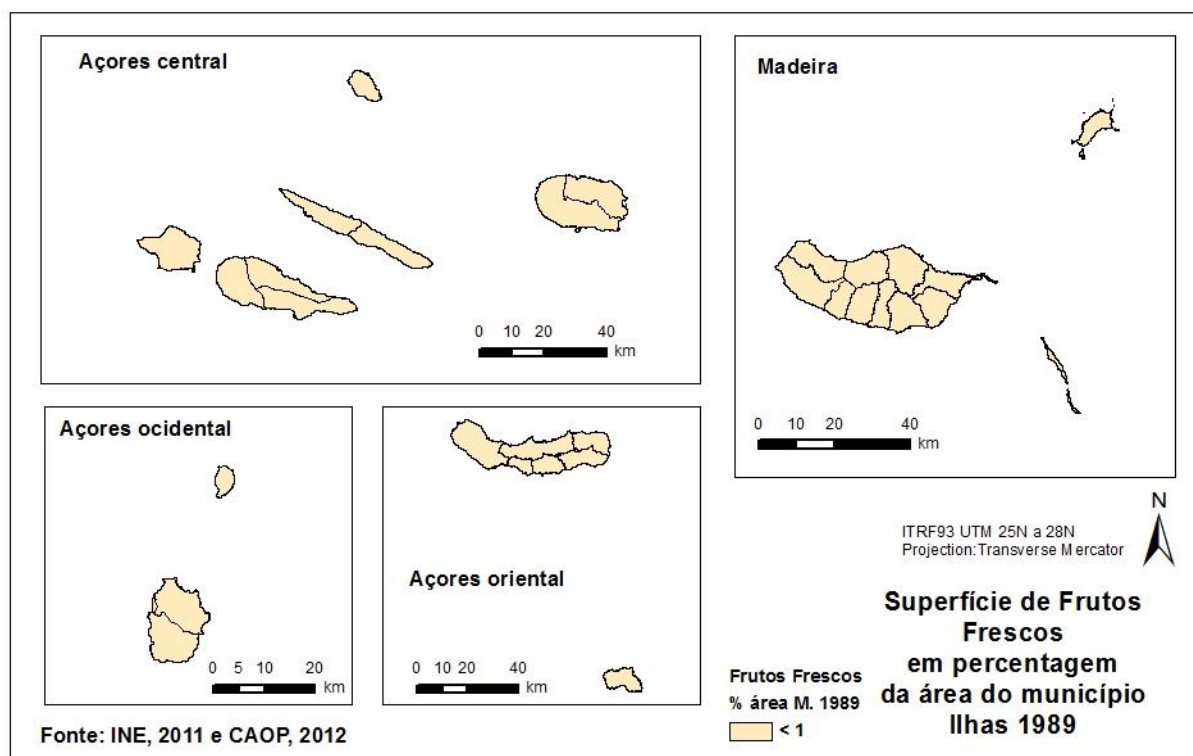 Açores central
0 10 20 40
km
Madeira
0 10 20 40
km
Açores ocidental
0 5 10 20
km
Açores oriental
0 10 20 40
km
N
ITRF93 UTM 25N a 28N
Projection:Transverse Mercator
Superfície de Frutos
Frescos
em percentagem
da área do município
Ilhas 1989
Frutos Frescos
% área M. 1989
< 1
Fonte: INE, 2011 e CAOP, 2012